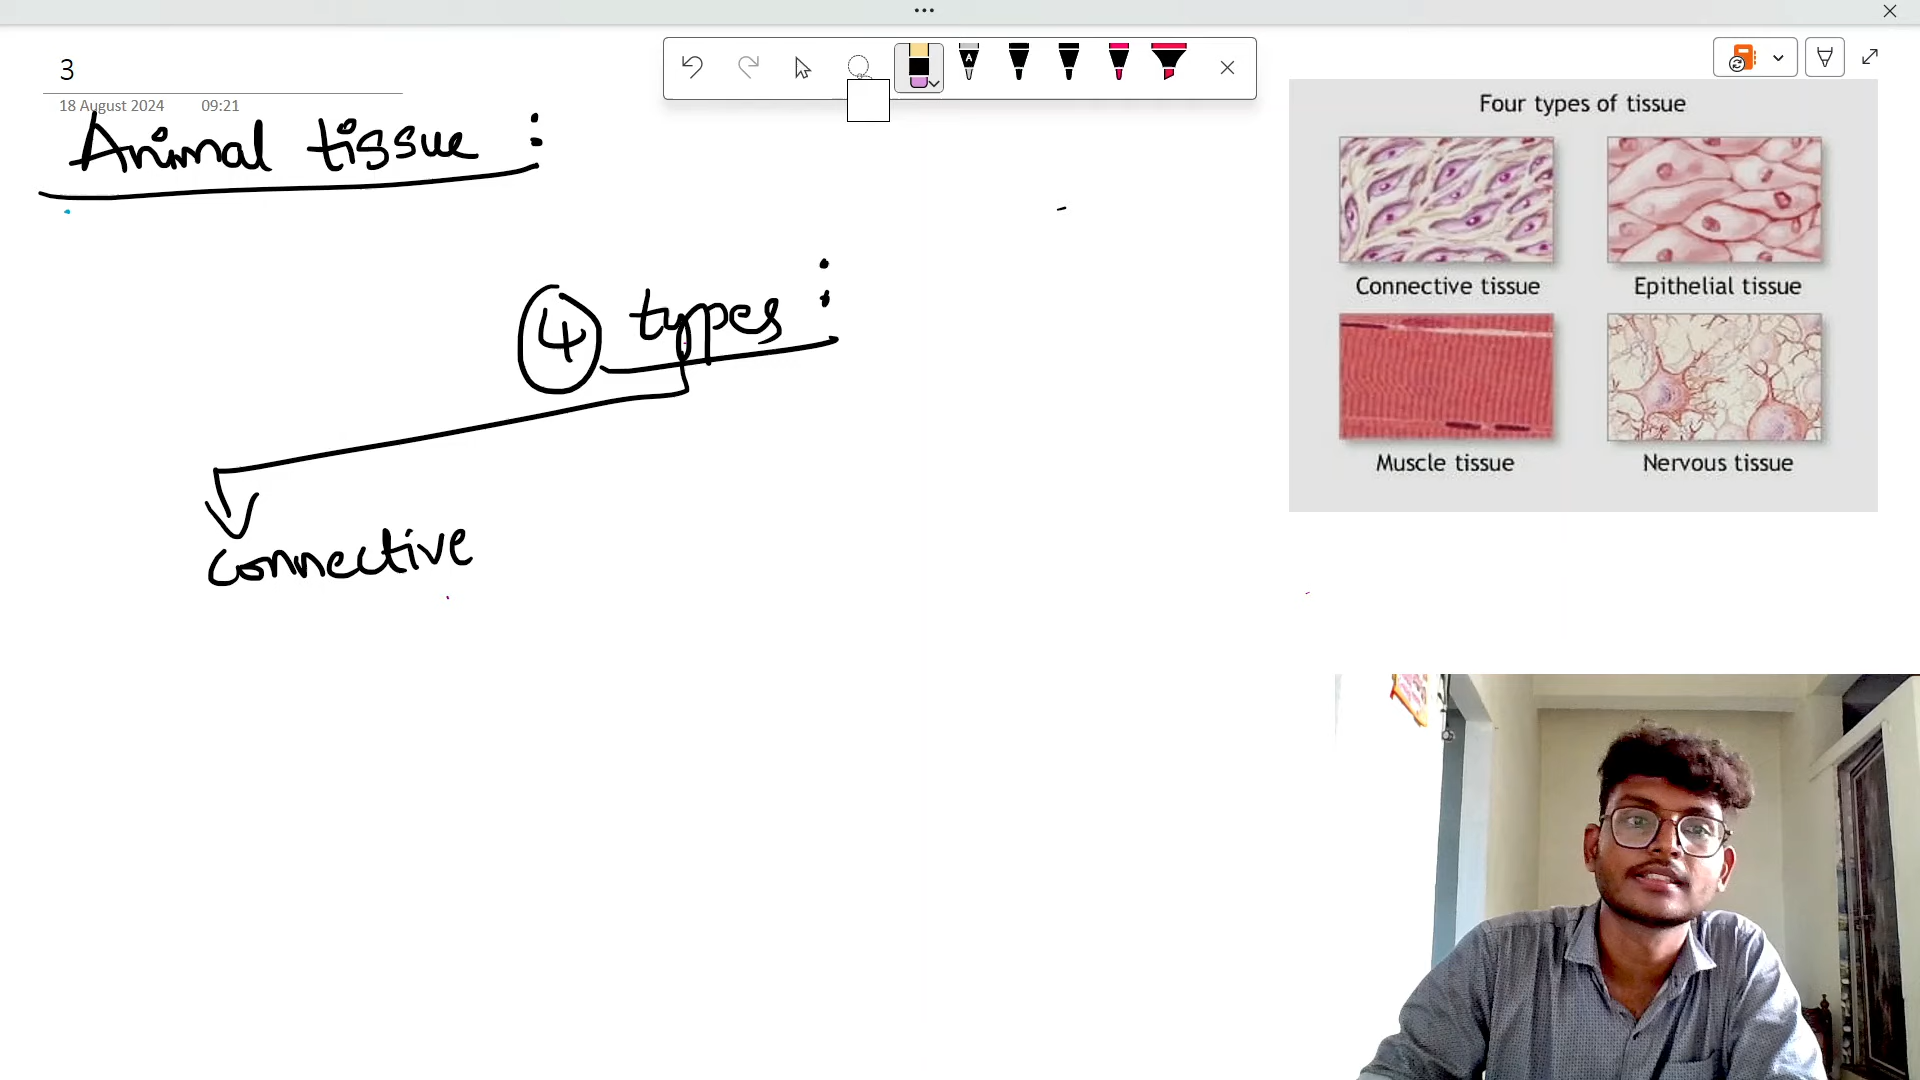 3
18 August 2024 09:21
Animal tissue :
4 types :
connective
Four types of tissue
Connective tissue
Epithelial tissue
Muscle tissue
Nervous tissue